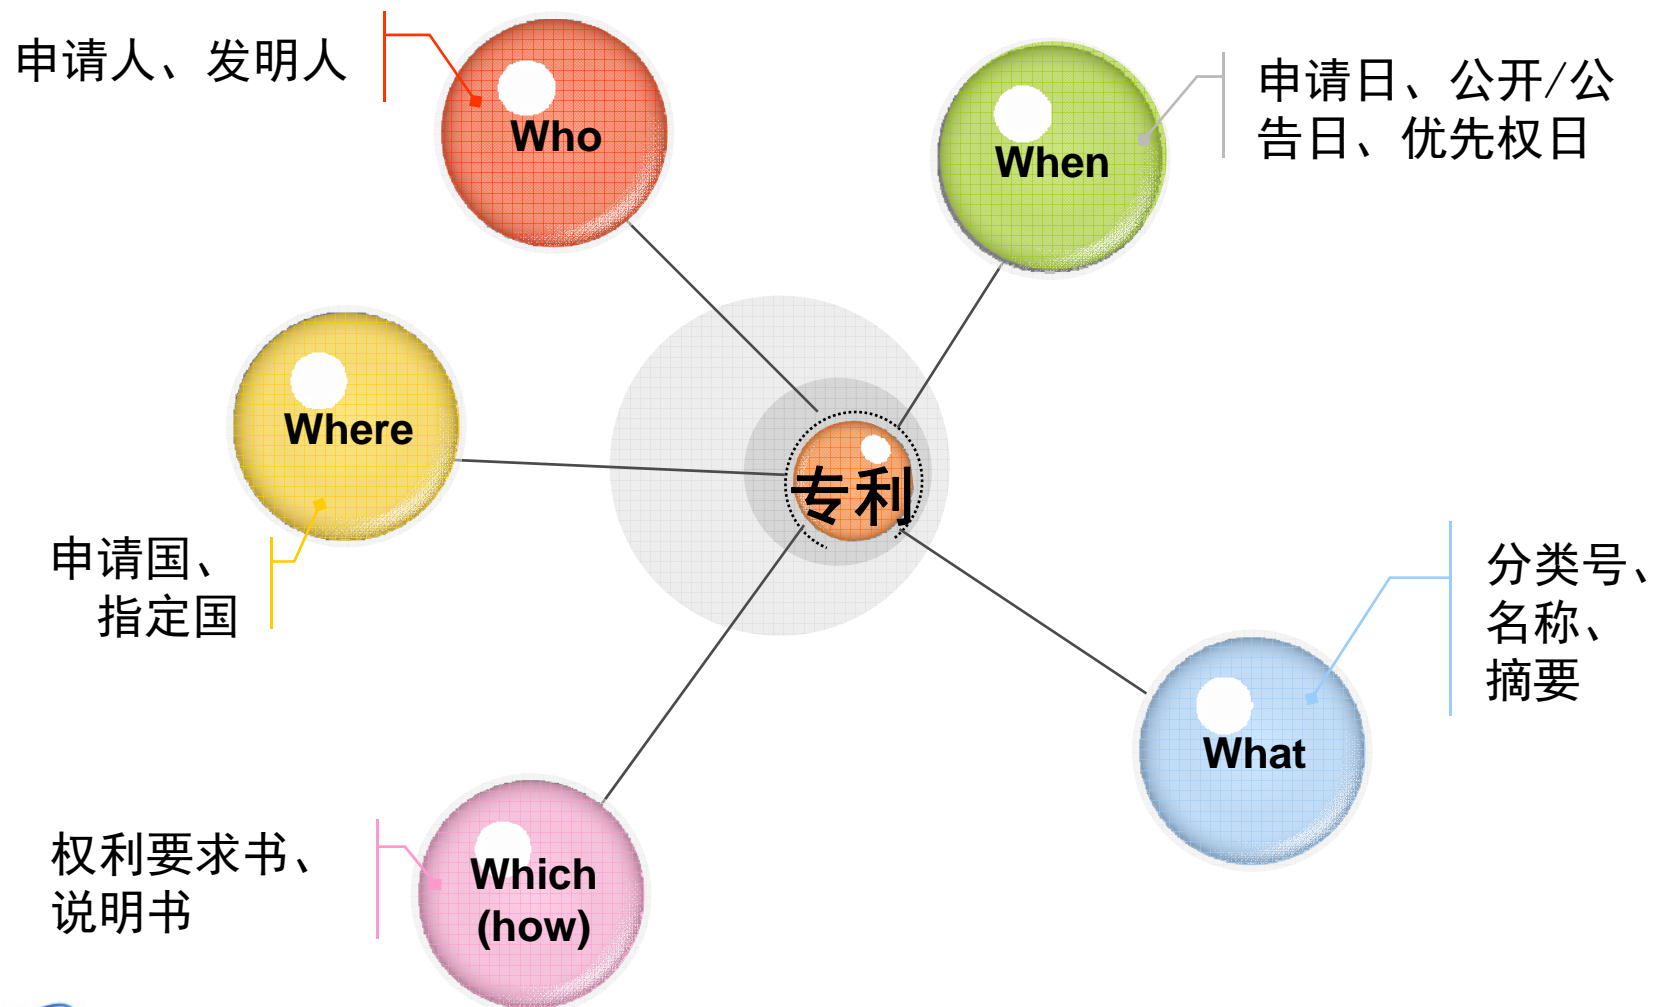 申请人、发明人
Who
When
申请日、公开/公
告日、优先权日
Where
申请国、
指定国
专利
分类号、
名称、
摘要
What
权利要求书、
说明书
Which
(how)